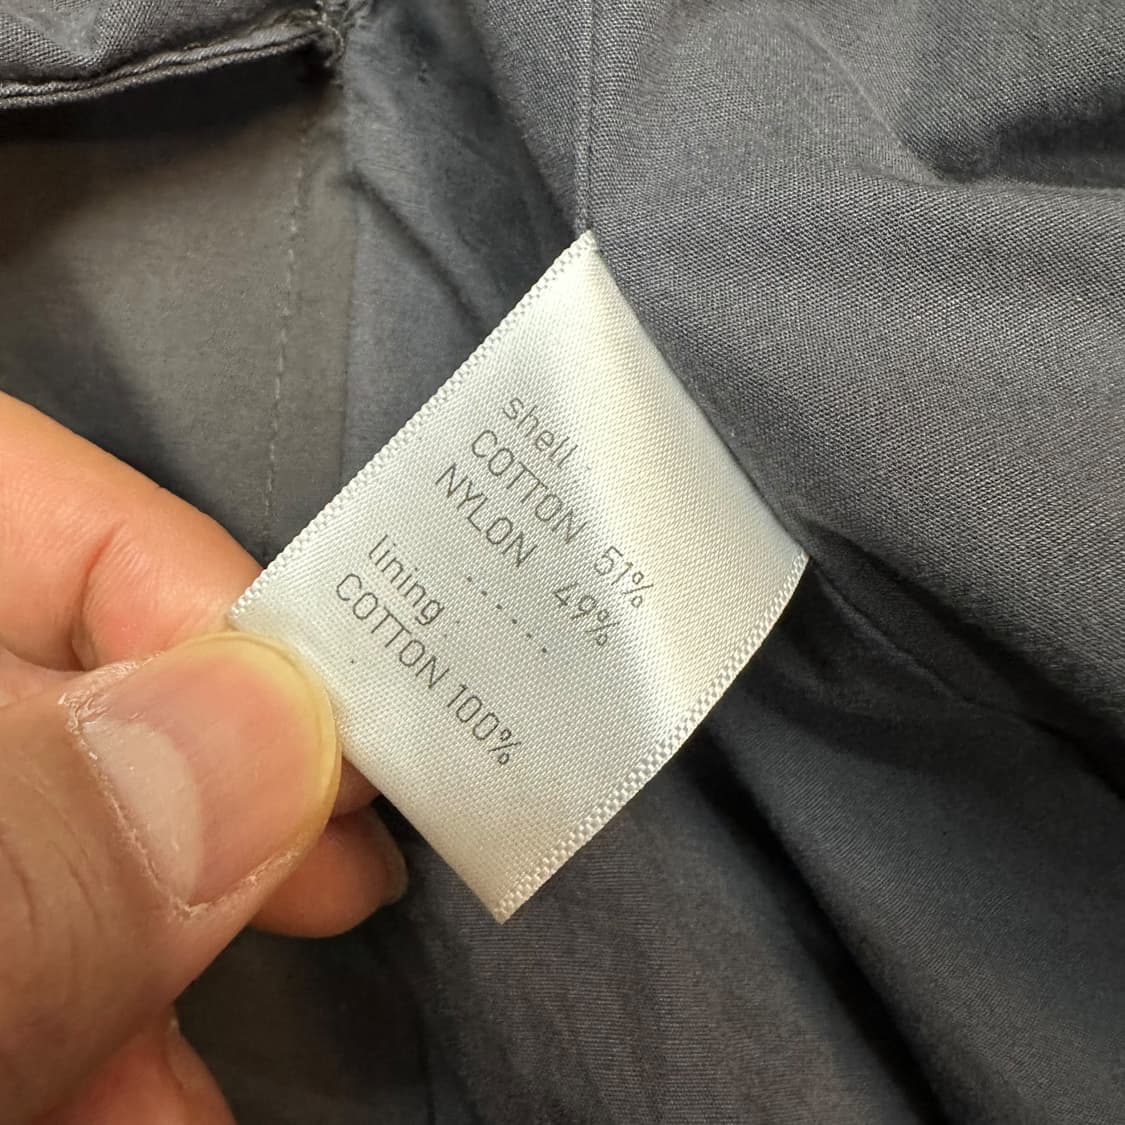 shell
COTTON 51%
NYLON 49%
lining
COTTON 100%